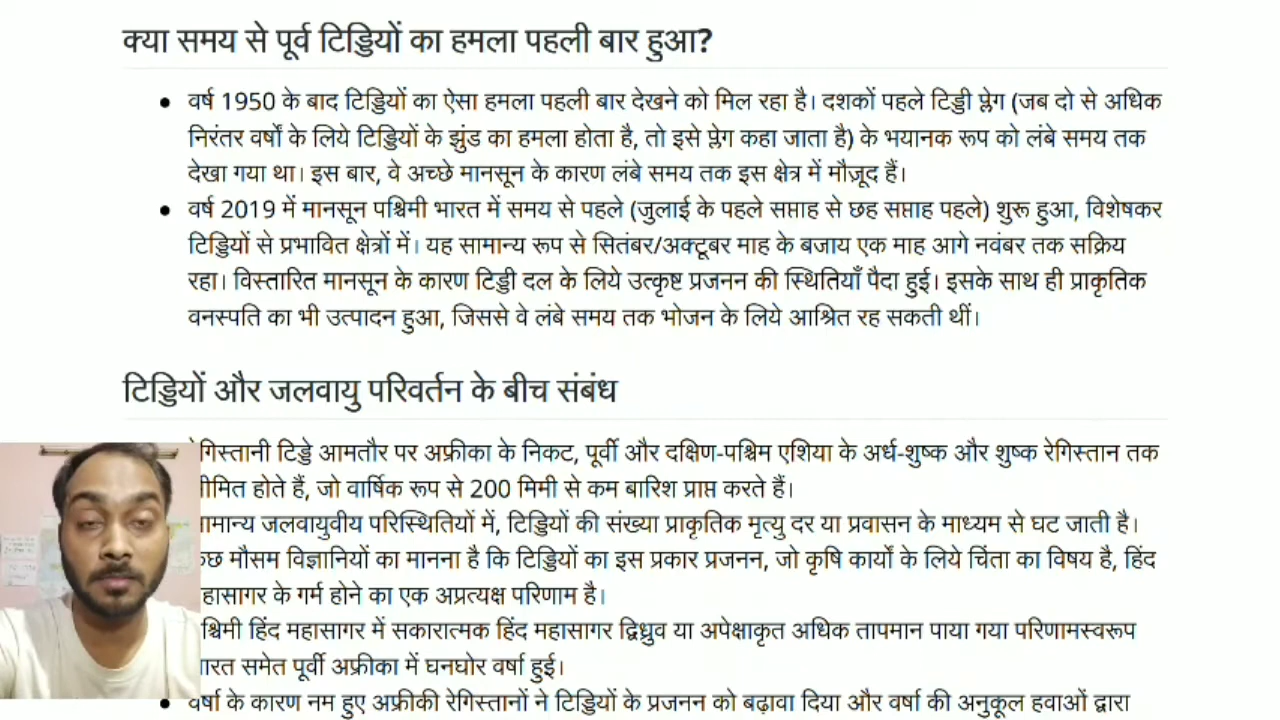 क्या समय से पूर्व टिड्डियों का हमला पहली बार हुआ?
वर्ष 1950 के बाद टिड्डियों का ऐसा हमला पहली बार देखने को मिल रहा है। दशकों पहले टिड्डी प्लेग (जब दो से अधिक
निरंतर वर्षों के लिये टिड्डियों के झुंड का हमला होता है, तो इसे प्लेग कहा जाता है) के भयानक रूप को लंबे समय तक
देखा गया था। इस बार, वे अच्छे मानसून के कारण लंबे समय तक इस क्षेत्र में मौज़ूद हैं।
वर्ष 2019 में मानसून पश्चिमी भारत में समय से पहले (जुलाई के पहले सप्ताह से छह सप्ताह पहले) शुरू हुआ, विशेषकर
टिड्डियों से प्रभावित क्षेत्रों में। यह सामान्य रूप से सितंबर/अक्टूबर माह के बजाय एक माह आगे नवंबर तक सक्रिय
रहा। विस्तारित मानसून के कारण टिड्डी दल के लिये उत्कृष्ट प्रजनन की स्थितियाँ पैदा हुई। इसके साथ ही प्राकृतिक
वनस्पति का भी उत्पादन हुआ, जिससे वे लंबे समय तक भोजन के लिये आश्रित रह सकती थीं।
टिड्डियों और जलवायु परिवर्तन के बीच संबंध
गिस्तानी टिड्डे आमतौर पर अफ्रीका के निकट, पूर्वी और दक्षिण-पश्चिम एशिया के अर्ध-शुष्क और शुष्क रेगिस्तान तक
ीमित होते हैं, जो वार्षिक रूप से 200 मिमी से कम बारिश प्राप्त करते हैं।
ामान्य जलवायुवीय परिस्थितियों में, टिड्डियों की संख्या प्राकृतिक मृत्यु दर या प्रवासन के माध्यम से घट जाती है।
छ मौसम विज्ञानियों का मानना है कि टिड्डियों का इस प्रकार प्रजनन, जो कृषि कार्यों के लिये चिंता का विषय है, हिंद
हासागर के गर्म होने का एक अप्रत्यक्ष परिणाम है।
श्चिमी हिंद महासागर में सकारात्मक हिंद महासागर द्विध्रुव या अपेक्षाकृत अधिक तापमान पाया गया परिणामस्वरूप
ारत समेत पूर्वी अफ्रीका में घनघोर वर्षा हुई।
वर्षा के कारण नम हुए अफ्रीकी रेगिस्तानों ने टिड्डियों के प्रजनन को बढ़ावा दिया और वर्षा की अनुकूल हवाओं द्वारा